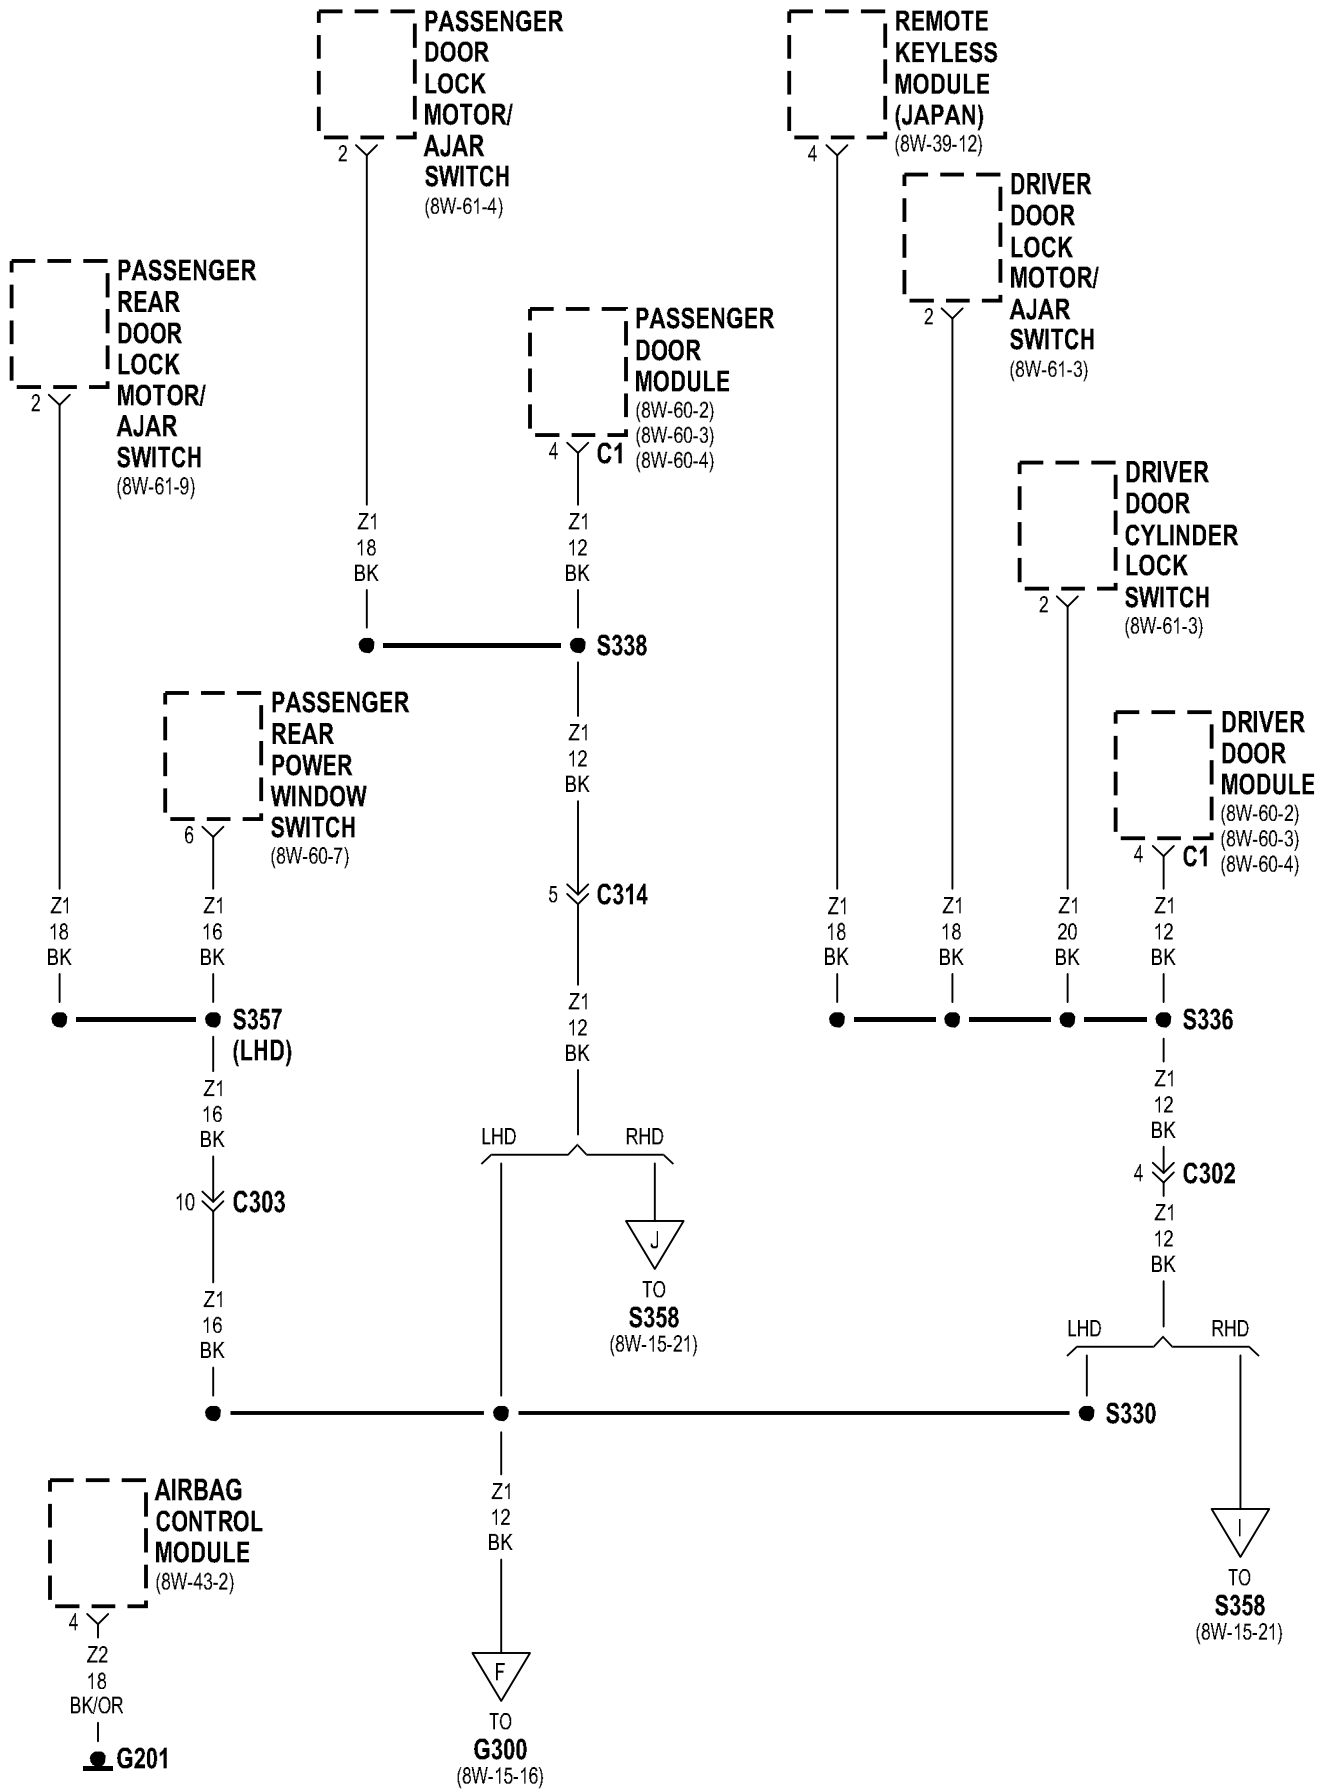 PASSENGER
DOOR
LOCK
MOTOR/
AJAR
SWITCH
(8W-61-4)
2
REMOTE
KEYLESS
MODULE
(JAPAN)
(8W-39-12)
4
DRIVER
DOOR
LOCK
MOTOR/
AJAR
SWITCH
(8W-61-3)
2
PASSENGER
REAR
DOOR
LOCK
MOTOR/
AJAR
SWITCH
(8W-61-9)
2
PASSENGER
DOOR
MODULE
(8W-60-2)
(8W-60-3)
(8W-60-4)
4 C1
DRIVER
DOOR
CYLINDER
LOCK
SWITCH
(8W-61-3)
2
Z1
18
BK
Z1
12
BK
S338
PASSENGER
REAR
POWER
WINDOW
SWITCH
(8W-60-7)
6
Z1
12
BK
DRIVER
DOOR
MODULE
(8W-60-2)
(8W-60-3)
(8W-60-4)
4 C1
5 C314
Z1
18
BK
Z1
16
BK
Z1
18
BK
Z1
18
BK
Z1
20
BK
Z1
12
BK
S357
(LHD)
Z1
12
BK
S336
Z1
16
BK
Z1
12
BK
LHD RHD
10 C303
4 C302
J
TO
S358
(8W-15-21)
Z1
12
BK
Z1
16
BK
LHD RHD
S330
AIRBAG
CONTROL
MODULE
(8W-43-2)
4
Z1
12
BK
I
TO
S358
(8W-15-21)
Z2
18
BK/OR
G201
F
TO
G300
(8W-15-16)